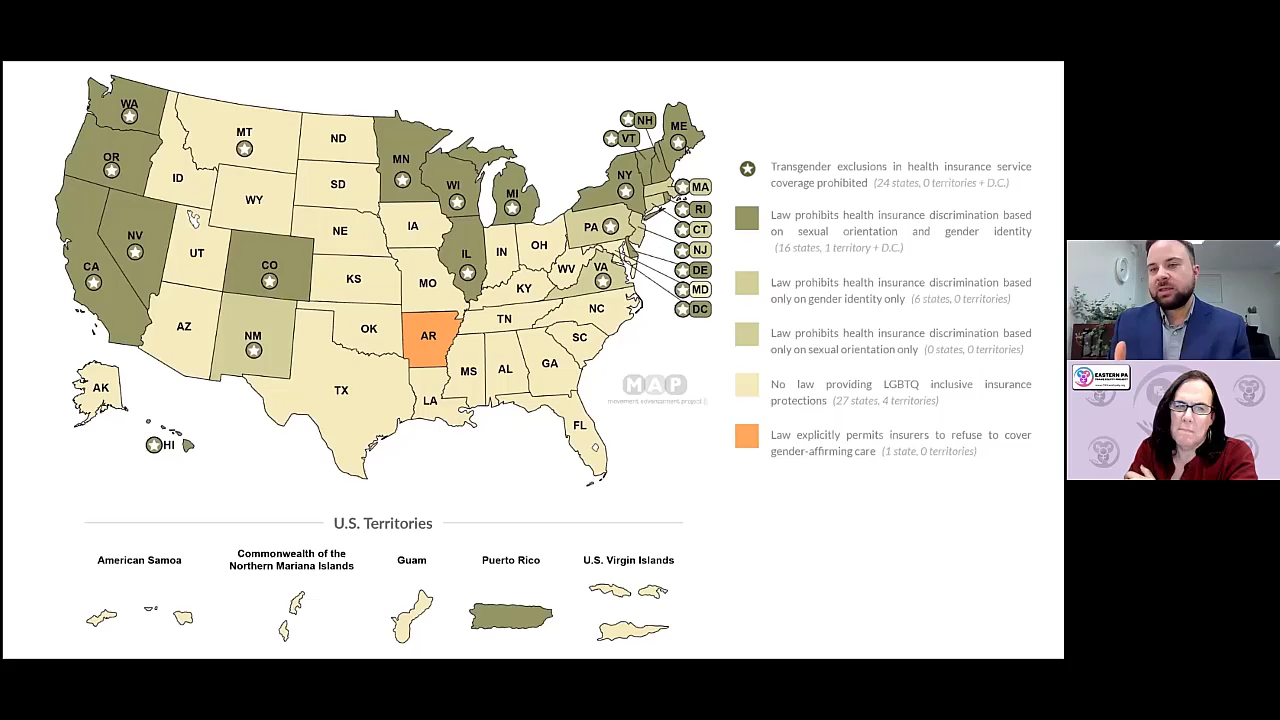 WA
MT
ND
MN
OR
ID
SD
WI
MI
NY
ME
NH
VT
WY
NV
NE
IA
PA
MA
RI
CT
NJ
DE
MD
DC
CA
UT
CO
KS
MO
IL
IN
OH
WV
VA
KY
AZ
NM
OK
AR
TN
NC
SC
TX
LA
MS
AL
GA
FL
AK
HI
MAP
movement advancement project
Transgender exclusions in health insurance service
coverage prohibited (24 states, 0 territories + D.C.)
Law prohibits health insurance discrimination based
on sexual orientation and gender identity
(16 states, 1 territory + D.C.)
Law prohibits health insurance discrimination based
only on gender identity only (6 states, 0 territories)
Law prohibits health insurance discrimination based
only on sexual orientation only (0 states, 0 territories)
No law providing LGBTQ inclusive insurance
protections (27 states, 4 territories)
Law explicitly permits insurers to refuse to cover
gender-affirming care (1 state, 0 territories)
U.S. Territories
American Samoa
Commonwealth of the
Northern Mariana Islands
Guam
Puerto Rico
U.S. Virgin Islands
EASTERN PA
TRANS EQUITY PROJECT